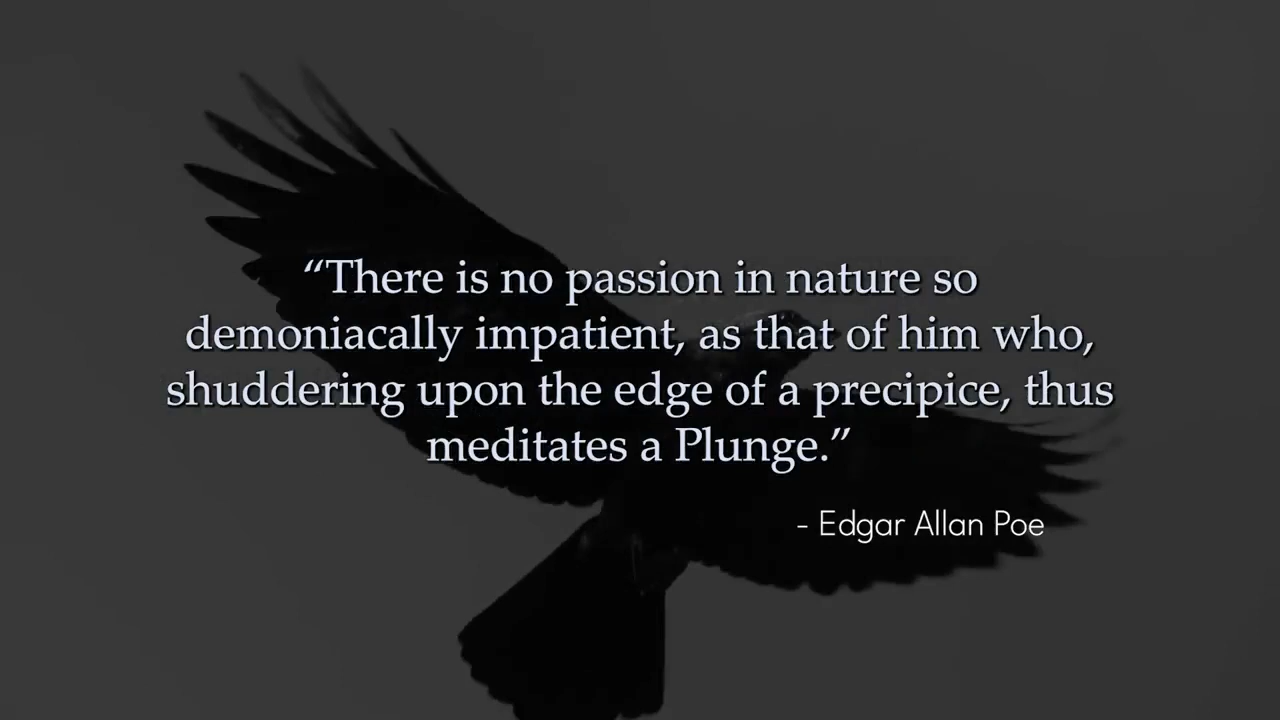 “There is no passion in nature so
demoniacally impatient, as that of him who,
shuddering upon the edge of a precipice, thus
meditates a Plunge.”
- Edgar Allan Poe